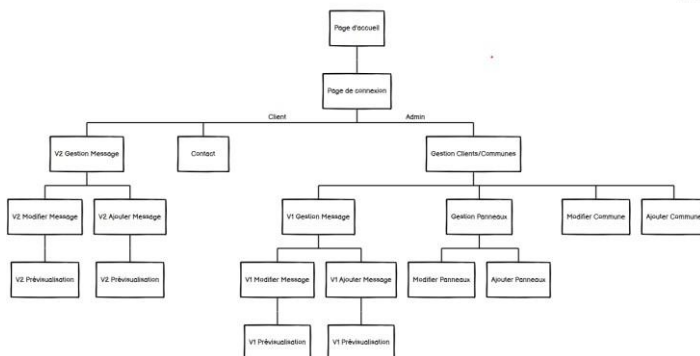 Page d'accueil
Page de connexion
Client
Admin
V2 Gestion Message
Contact
Gestion Clients/Communes
V2 Modifier Message
V2 Ajouter Message
V1 Gestion Message
Gestion Panneaux
Modifier Commune
Ajouter Commune
V2 Prévisualisation
V2 Prévisualisation
V1 Modifier Message
V1 Ajouter Message
Modifier Panneaux
Ajouter Panneaux
V1 Prévisualisation
V1 Prévisualisation